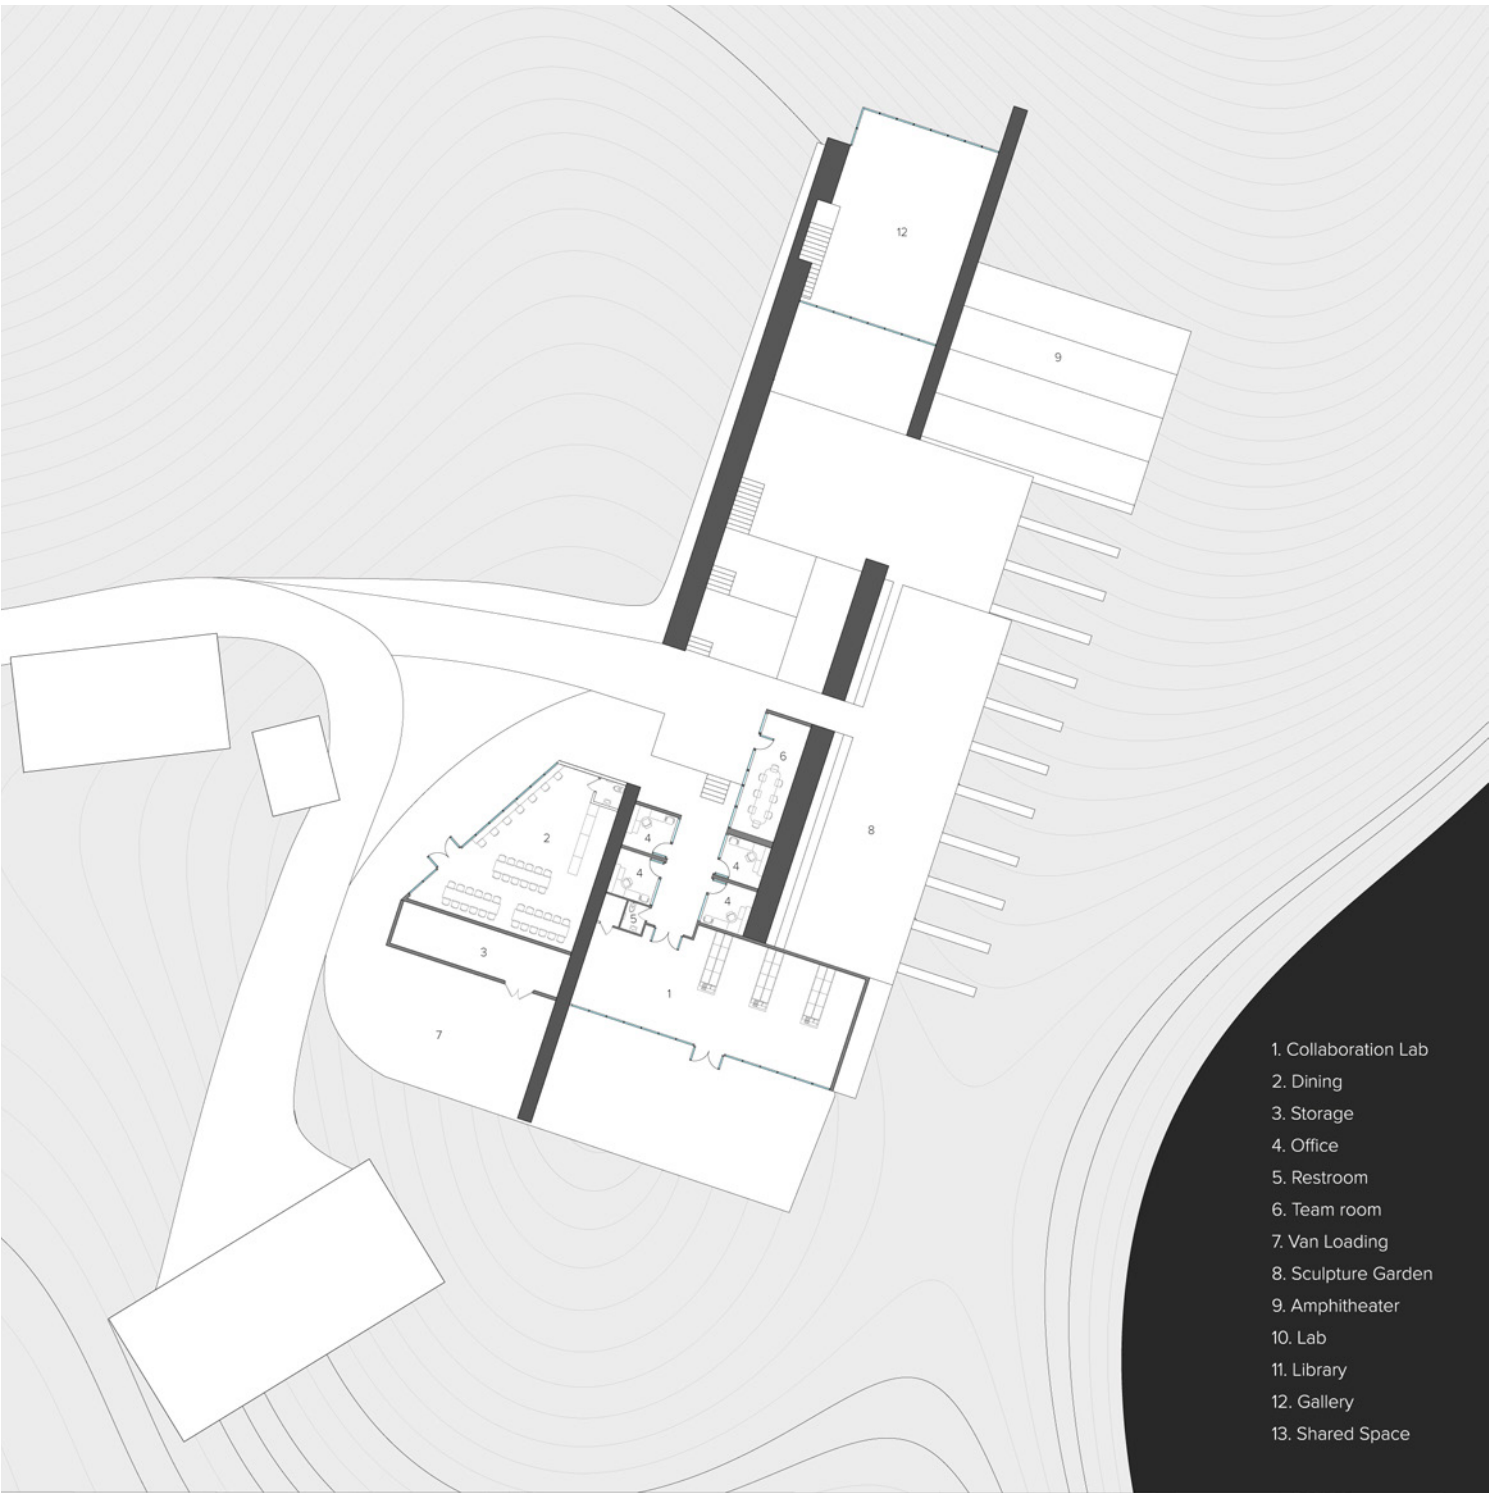 12
9
6
8
2
4
4
4
4
5
3
1
7
1. Collaboration Lab
2. Dining
3. Storage
4. Office
5. Restroom
6. Team room
7. Van Loading
8. Sculpture Garden
9. Amphitheater
10. Lab
11. Library
12. Gallery
13. Shared Space